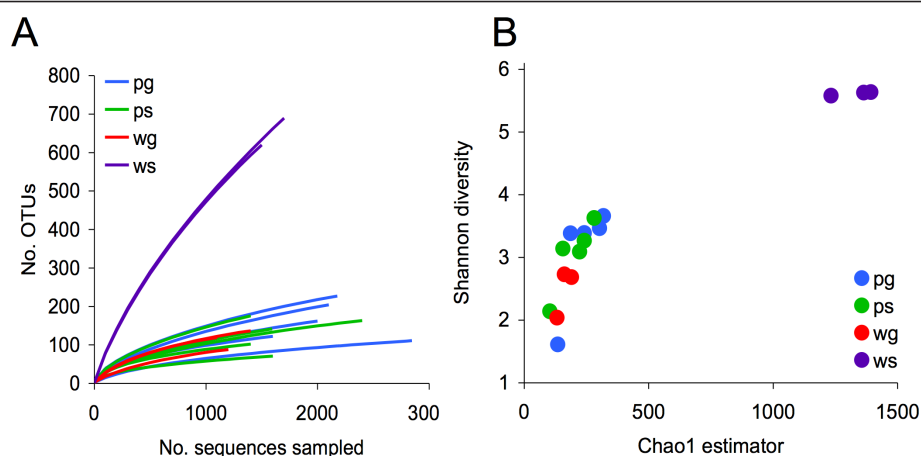 A
B
800
700
600
500
400
300
200
100
0
No. OTUs
pg
ps
wg
ws
0
1000
2000
300
No. sequences sampled
6
5
4
3
2
1
Shannon diversity
pg
ps
wg
ws
0
500
1000
1500
Chao1 estimator